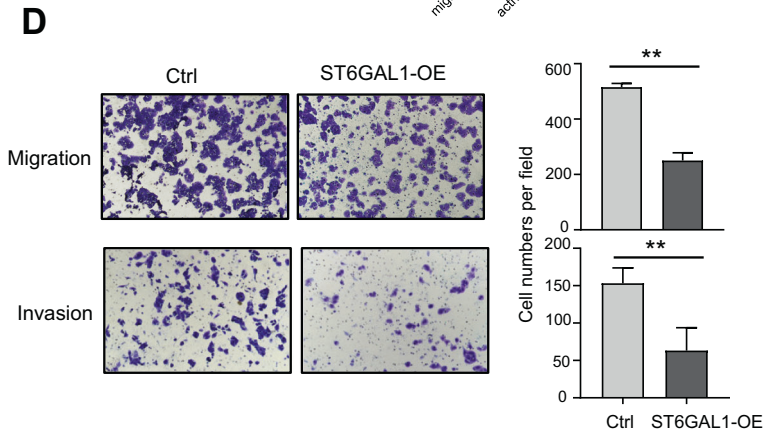 D
Ctrl
ST6GAL1-OE
Migration
Invasion
Cell numbers per field
**
600
400
200
0
**
200
150
100
50
0
Ctrl
ST6GAL1-OE